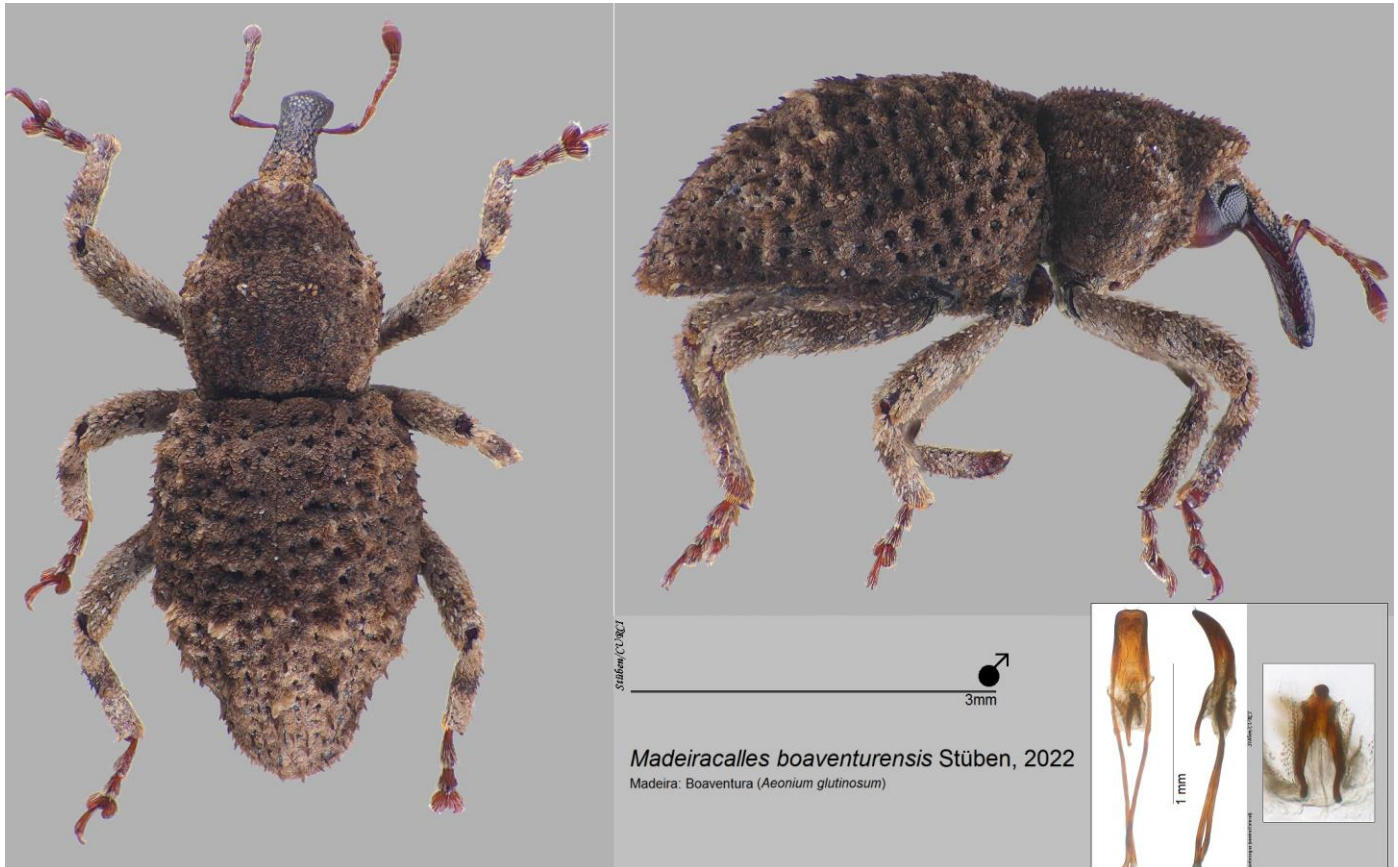 Stüben/CURCI
3mm
Madeiracalles boaventurensis Stüben, 2022
Madeira: Boaventura (Aeonium glutinosum)
1 mm
Stüben/CURCI